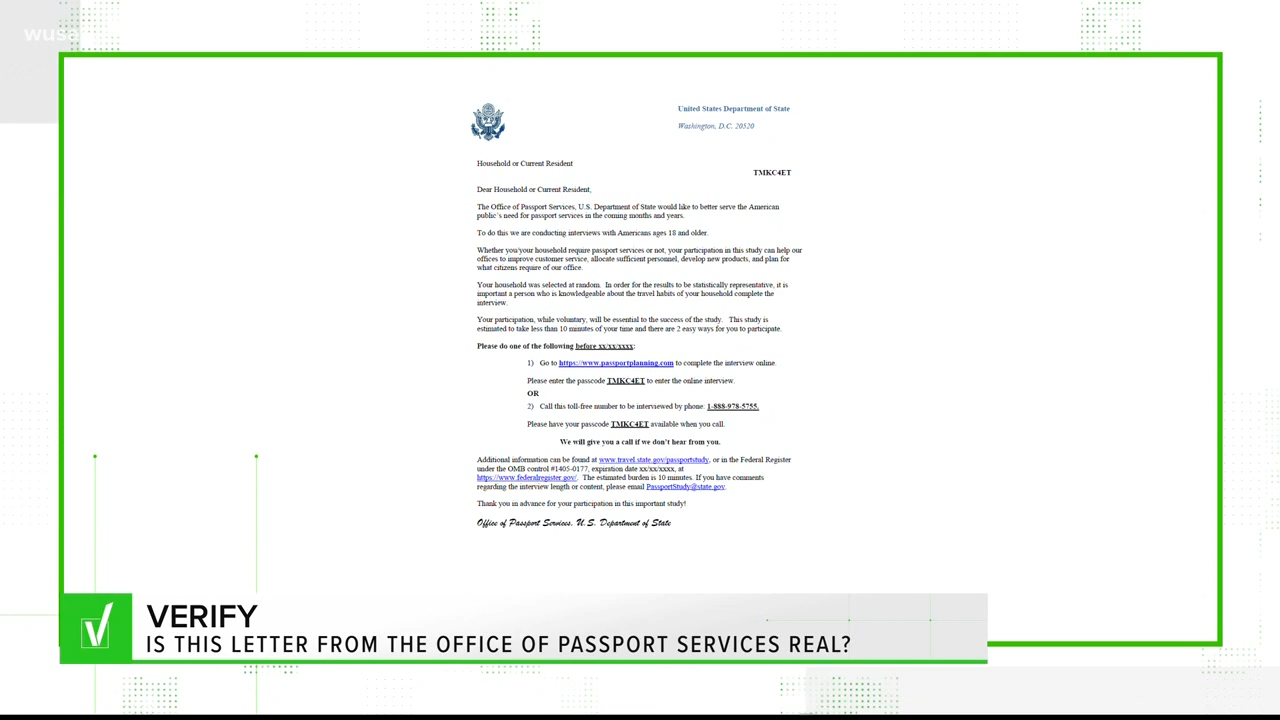 wusa
United States Department of State
Washington, D.C. 20520
Household or Current Resident
TMKC4ET
Dear Household or Current Resident,
The Office of Passport Services, U.S. Department of State would like to better serve the American
public's need for passport services in the coming months and years.
To do this we are conducting interviews with Americans ages 18 and older.
Whether you/your household require passport services or not, your participation in this study can help our
offices to improve customer service, allocate sufficient personnel, develop new products, and plan for
what citizens require of our office.
Your household was selected at random. In order for the results to be statistically representative, it is
important a person who is knowledgeable about the travel habits of your household complete the
interview.
Your participation, while voluntary, will be essential to the success of the study. This study is
estimated to take less than 10 minutes of your time and there are 2 easy ways for you to participate.
Please do one of the following before xx/xx/xxxx:
1) Go to https://www.passportplanning.com to complete the interview online.
Please enter the passcode TMKC4ET to enter the online interview.
OR
2) Call this toll-free number to be interviewed by phone: 1-888-978-5755.
Please have your passcode TMKC4ET available when you call.
We will give you a call if we don't hear from you.
Additional information can be found at www.travel.state.gov/passportstudy, or in the Federal Register
under the OMB control #1405-0177, expiration date xx/xx/xxxx, at
https://www.federalregister.gov/. The estimated burden is 10 minutes. If you have comments
regarding the interview length or content, please email PassportStudy@state.gov.
Thank you in advance for your participation in this important study!
Office of Passport Services, U.S. Department of State
VERIFY
IS THIS LETTER FROM THE OFFICE OF PASSPORT SERVICES REAL?